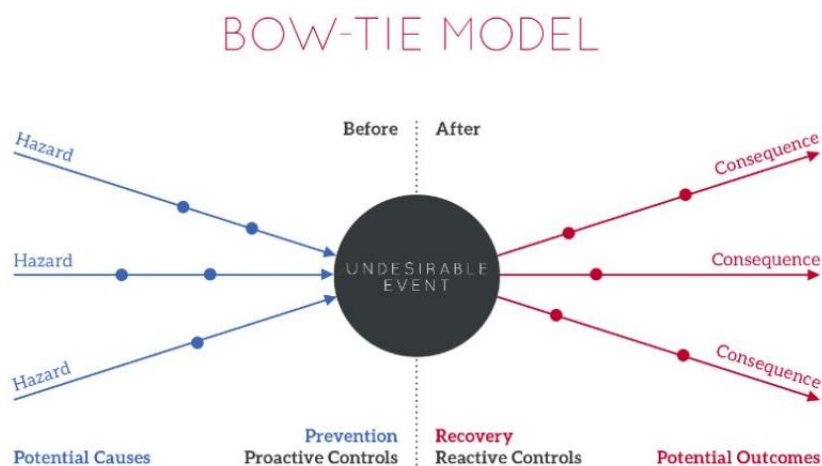 BOW-TIE MODEL
Before
After
Hazard
Hazard
Hazard
UNDESIRABLE
EVENT
Consequence
Consequence
Consequence
Prevention
Recovery
Potential Causes
Proactive Controls
Reactive Controls
Potential Outcomes